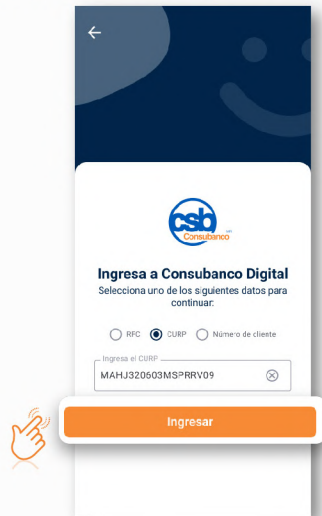 csb
Consubanco
Ingresa a Consubanco Digital
Selecciona uno de los siguientes datos para
continuar:
RFC CURP Número de cliente
Ingresa el CURP
MAHJ320603MSPRRV09
Ingresar